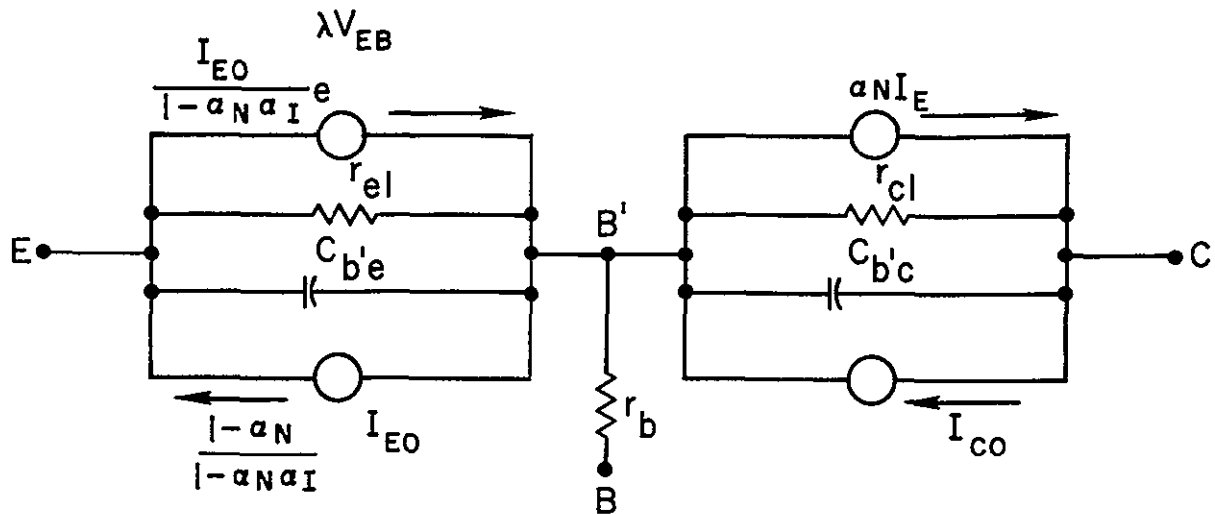 λV_EB
I_EO
1-α_N α_I
e
α_N I_E
r_el
r_cl
B'
E
C_b'e
C_b'c
C
1-α_N
1-α_N α_I
I_EO
r_b
I_CO
B